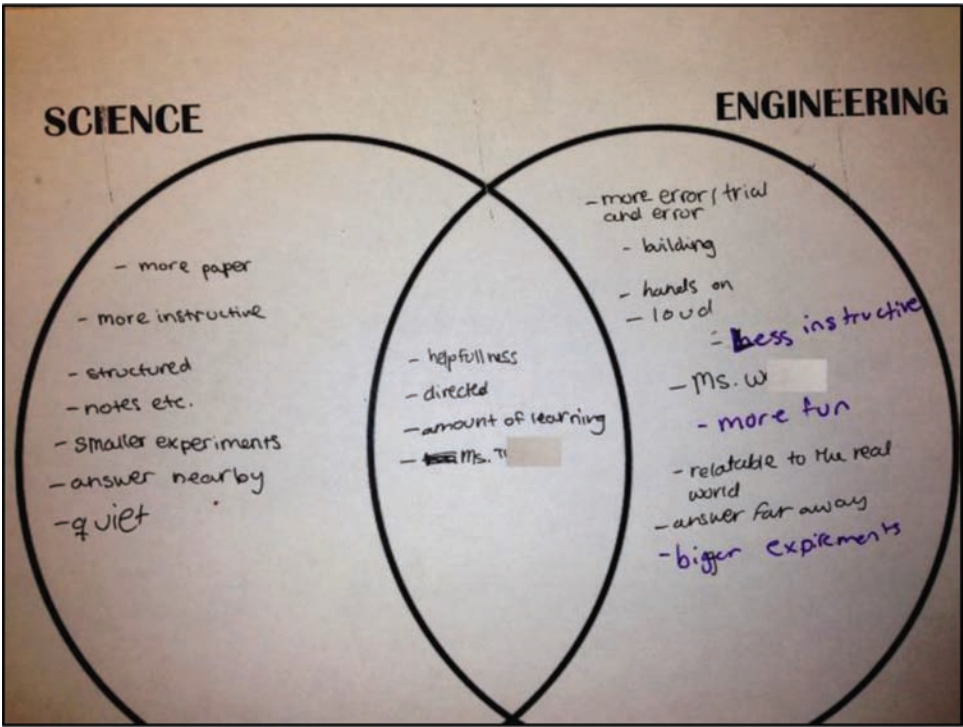 SCIENCE
ENGINEERING
- more paper
- more instructive
- structured
- notes etc.
- smaller experiments
- answer nearby
- quiet
- helpfullness
- directed
- amount of learning
- Ms.
- more error / trial
and error
- building
- hands on
- loud
- Less instructive
- Ms. W
- more fun
- relatable to the real
world
- answer far away
- bigger expirements